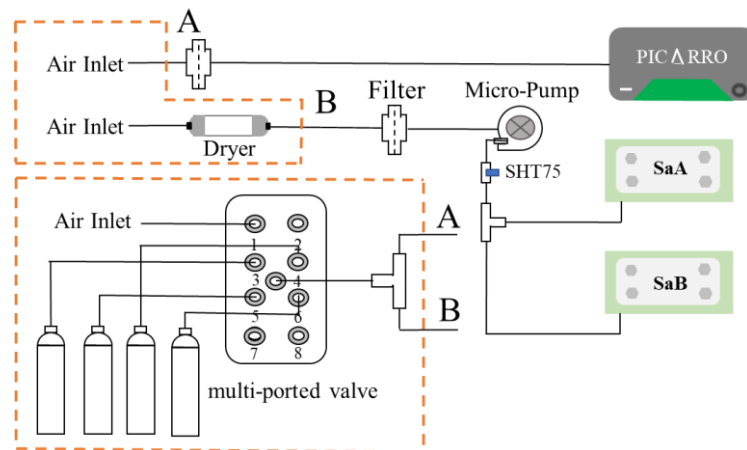 A
Air Inlet
PICΔRRO
B
Filter
Micro-Pump
Air Inlet
Dryer
SHT75
SaA
Air Inlet
A
1 2
3 4
SaB
5 6
B
7 8
multi-ported valve